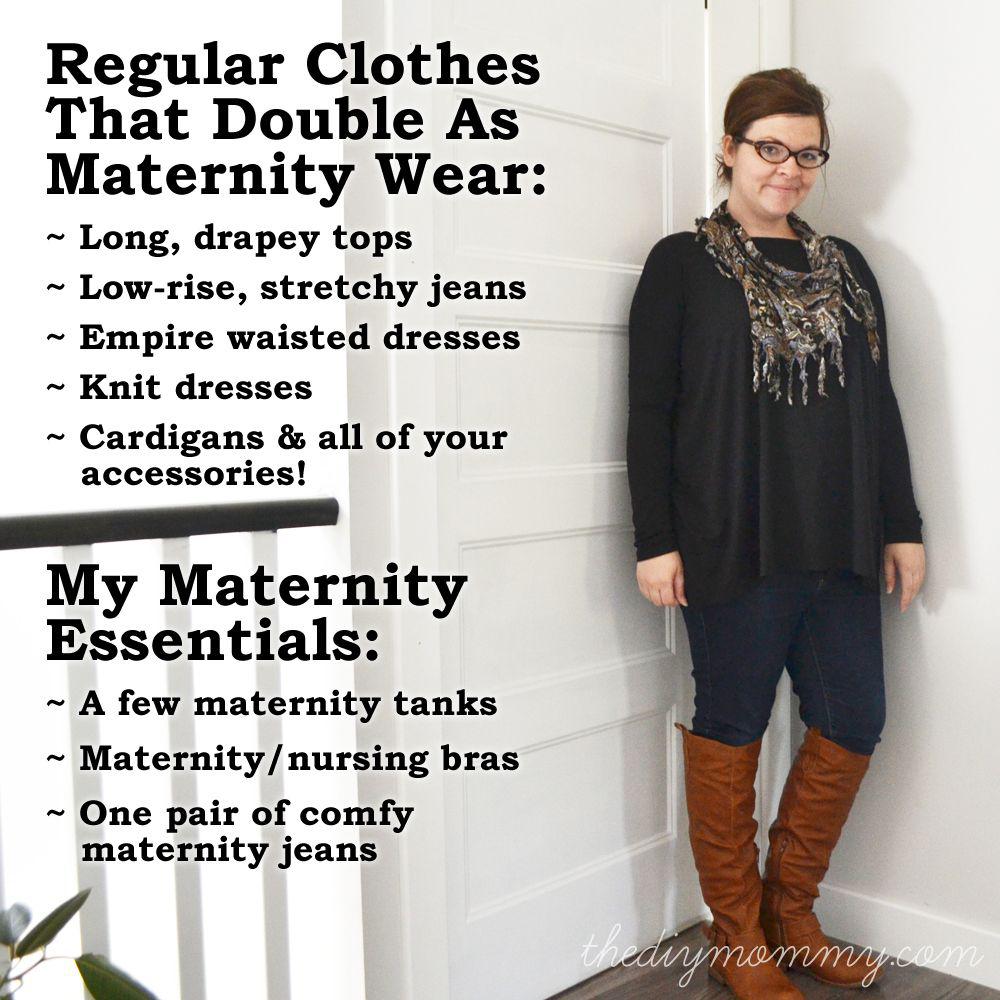 Regular Clothes
That Double As
Maternity Wear:
~ Long, drapey tops
~ Low-rise, stretchy jeans
~ Empire waisted dresses
~ Knit dresses
~ Cardigans & all of your
accessories!
My Maternity
Essentials:
~ A few maternity tanks
~ Maternity/nursing bras
~ One pair of comfy
maternity jeans
thediymommy.com